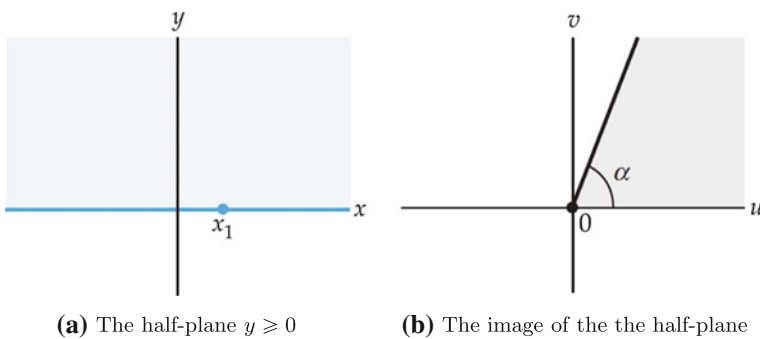 y
x
x₁
(a) The half-plane y ⩾ 0
v
α
0
u
(b) The image of the the half-plane